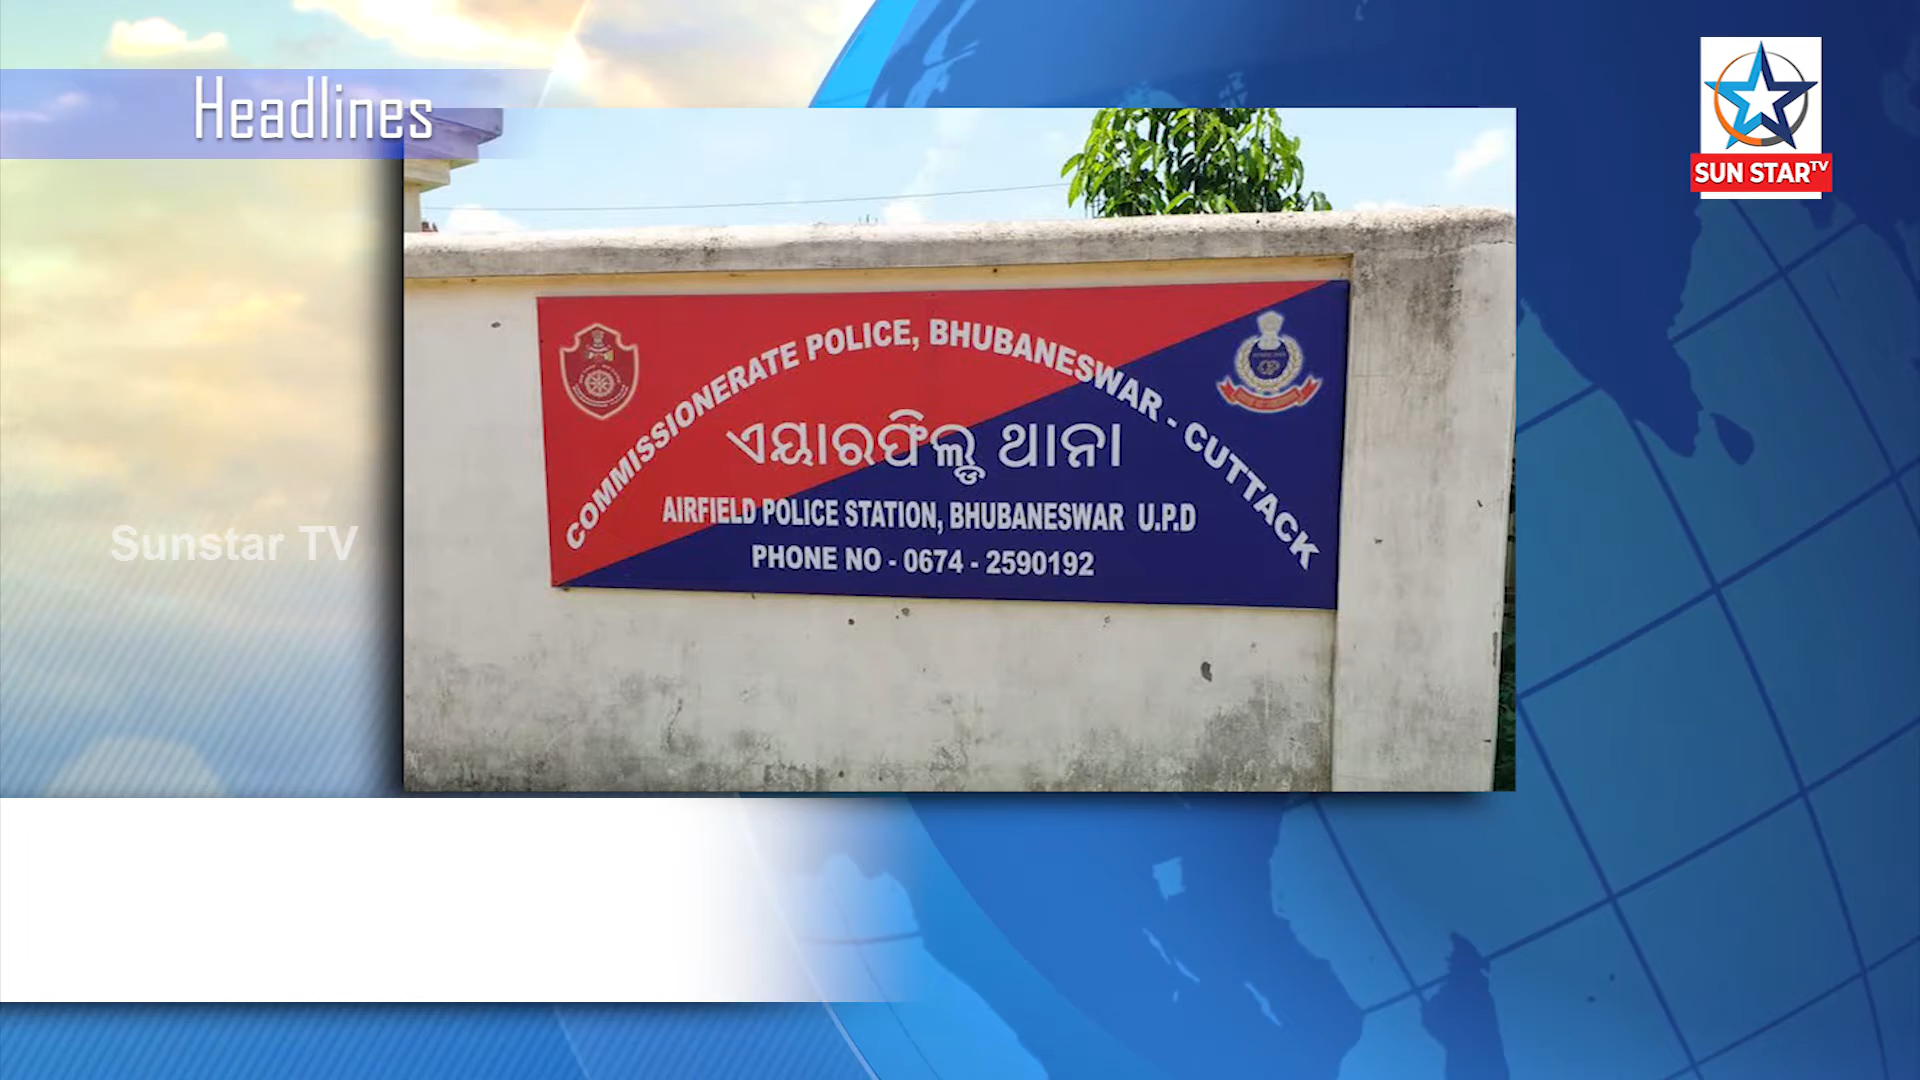 Headlines
SUN STAR TV
COMMISSIONERATE POLICE, BHUBANESWAR - CUTTACK
ଏୟାରଫିଲ୍ଡ ଥାନା
AIRFIELD POLICE STATION, BHUBANESWAR U.P.D
PHONE NO - 0674 - 2590192
Sunstar TV